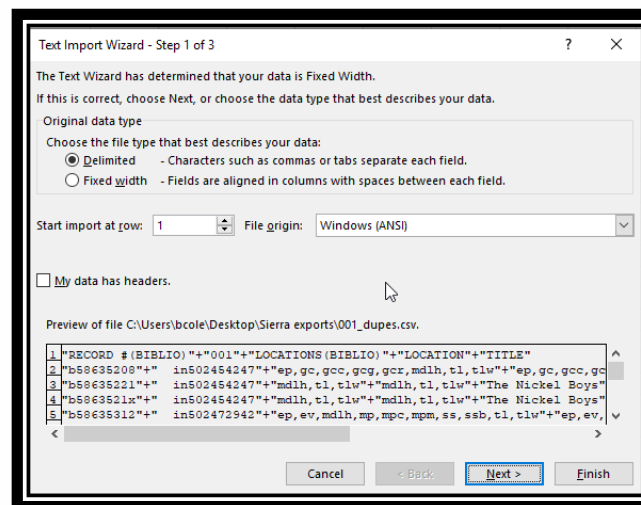 Text Import Wizard - Step 1 of 3 ?
The Text Wizard has determined that your data is Fixed Width.
If this is correct, choose Next, or choose the data type that best describes your data.
Original data type
Choose the file type that best describes your data:
Delimited - Characters such as commas or tabs separate each field.
Fixed width - Fields are aligned in columns with spaces between each field.
Start import at row: 1 File origin: Windows (ANSI)
My data has headers.
Preview of file C:\Users\bcole\Desktop\Sierra exports\001_dupes.csv.
1 "RECORD #(BIBLIO)"+"001"+"LOCATIONS(BIBLIO)"+"LOCATION"+"TITLE"
2 "b58635208"+" in502454247"+"ep,gc,gcc,gcg,gcr,mdlh,tl,tlw"+"ep,gc,gcc,gc
3 "b58635221"+" in502454247"+"mdlh,tl,tlw"+"mdlh,tl,tlw"+"The Nickel Boys"
4 "b5863521x"+" in502454247"+"mdlh,tl,tlw"+"mdlh,tl,tlw"+"The Nickel Boys"
5 "b58635312"+" in502472942"+"ep,ev,mdlh,mp,mpc,mpm,ss,ssb,tl,tlw"+"ep,ev,
Cancel < Back Next > Finish